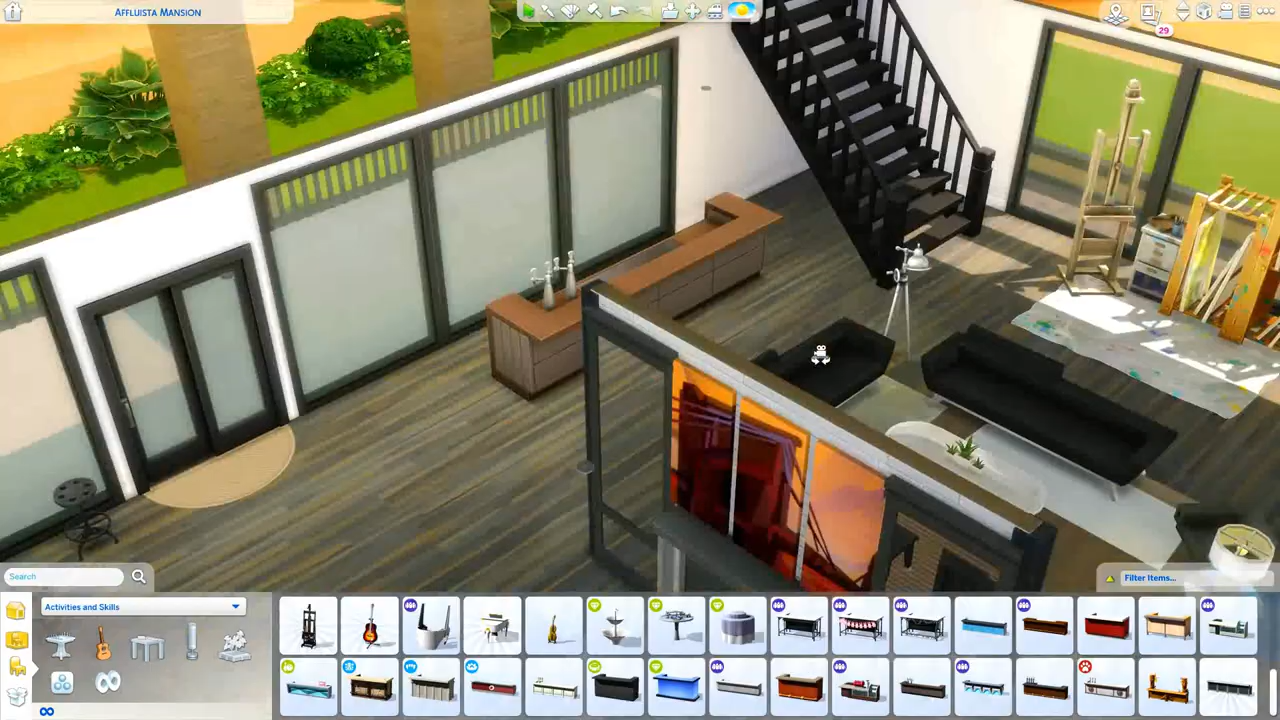 AFFLUISTA MANSION
29
Search
Filter Items...
Activities and Skills